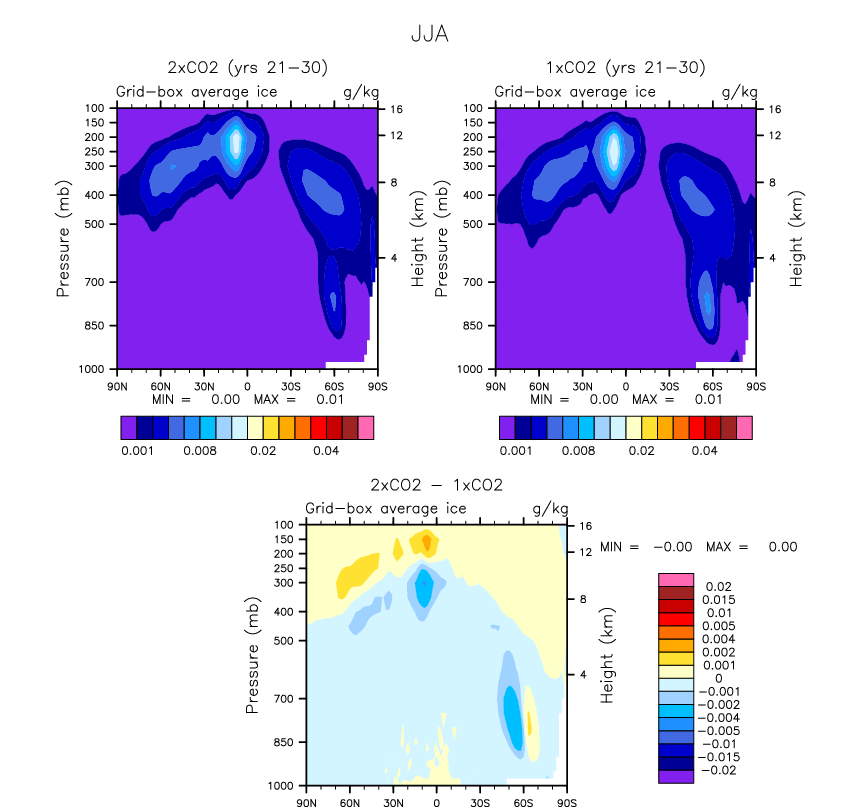 JJA
2xCO2 (yrs 21-30)
Grid-box average ice g/kg
100
150
200
250
300
400
500
700
850
1000
Pressure (mb)
16
12
8
4
Height (km)
90N 60N 30N 0 30S 60S 90S
MIN = 0.00 MAX = 0.01
0.001 0.008 0.02 0.04
1xCO2 (yrs 21-30)
Grid-box average ice g/kg
100
150
200
250
300
400
500
700
850
1000
Pressure (mb)
16
12
8
4
Height (km)
90N 60N 30N 0 30S 60S 90S
MIN = 0.00 MAX = 0.01
0.001 0.008 0.02 0.04
2xCO2 - 1xCO2
Grid-box average ice g/kg
100
150
200
250
300
400
500
700
850
1000
Pressure (mb)
16
12
8
4
Height (km)
90N 60N 30N 0 30S 60S 90S
MIN = -0.00 MAX = 0.00
0.02
0.015
0.01
0.005
0.004
0.002
0.001
0
-0.001
-0.002
-0.004
-0.005
-0.01
-0.015
-0.02